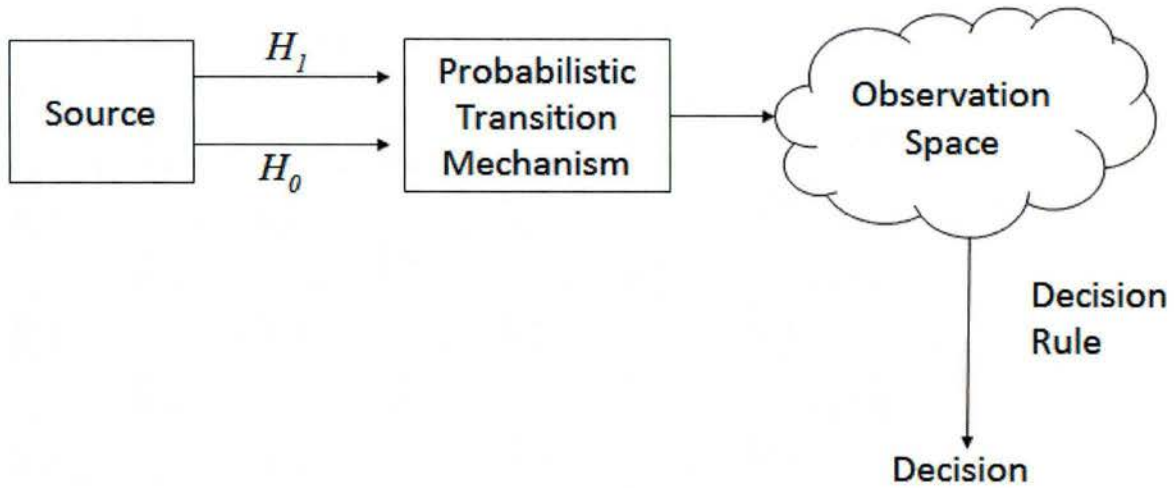 Source
H₁
H₀
Probabilistic
Transition
Mechanism
Observation
Space
Decision
Rule
Decision